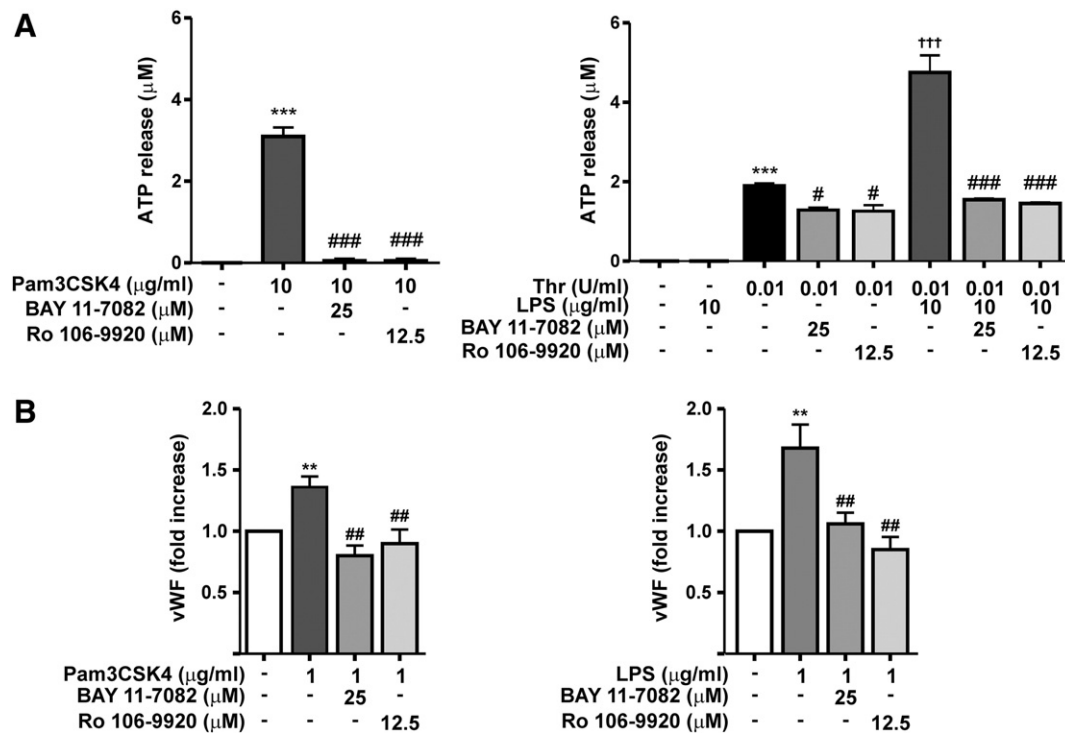 A
ATP release (μM)
6
4
2
0
***
### ###
Pam3CSK4 (μg/ml) - 10 10 10
BAY 11-7082 (μM) - - 25 -
Ro 106-9920 (μM) - - - 12.5
ATP release (μM)
6
4
2
0
***
# #
†††
### ###
Thr (U/ml) - - 0.01 0.01 0.01 0.01 0.01 0.01
LPS (μg/ml) - 10 - - - 10 10 10
BAY 11-7082 (μM) - - - 25 - - 25 -
Ro 106-9920 (μM) - - - - 12.5 - - 12.5
B
vWF (fold increase)
2.0
1.5
1.0
0.5
**
## ##
Pam3CSK4 (μg/ml) - 1 1 1
BAY 11-7082 (μM) - - 25 -
Ro 106-9920 (μM) - - - 12.5
vWF (fold increase)
2.0
1.5
1.0
0.5
**
## ##
LPS (μg/ml) - 1 1 1
BAY 11-7082 (μM) - - 25 -
Ro 106-9920 (μM) - - - 12.5